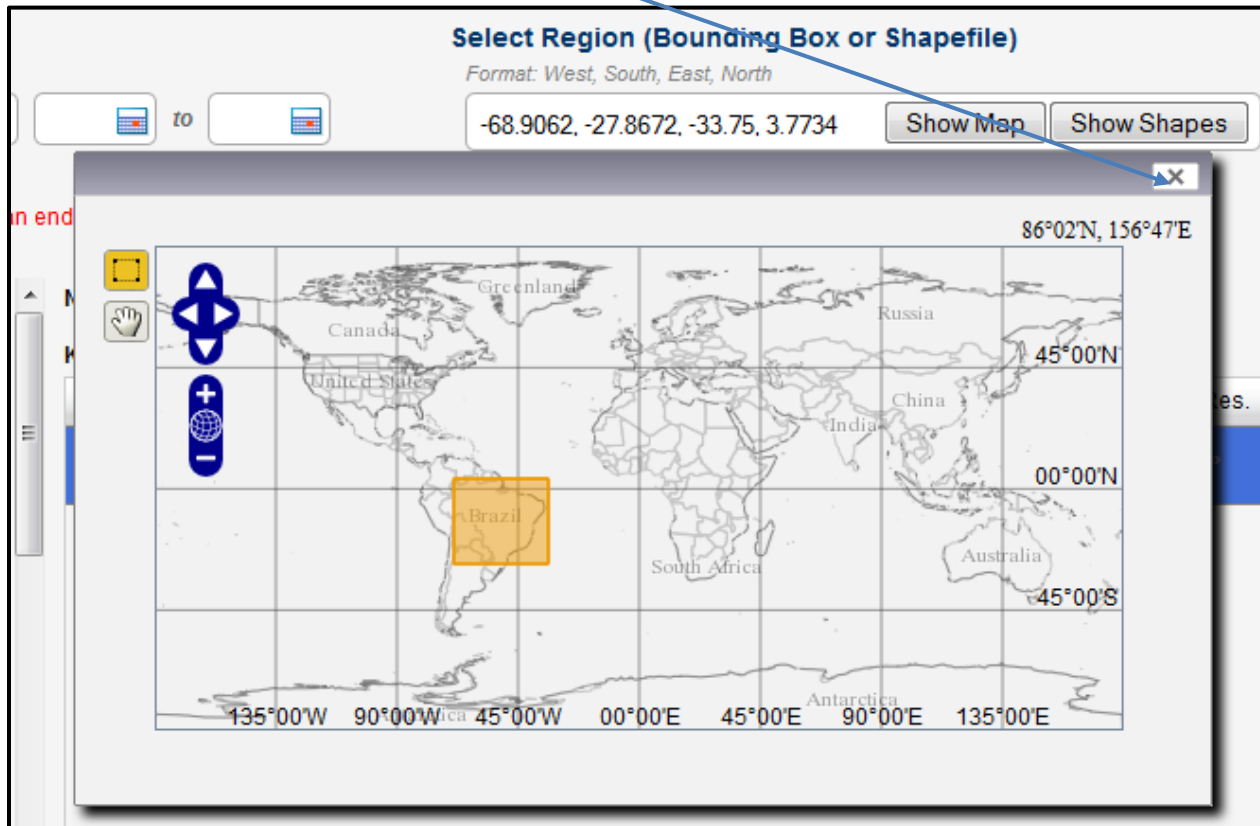 Select Region (Bounding Box or Shapefile)
Format: West, South, East, North
to
-68.9062, -27.8672, -33.75, 3.7734
Show Map
Show Shapes
in end
86°02'N, 156°47'E
N
K
Greenland
Canada
Russia
45°00'N
United States
China
India
es.
00°00'N
Brazil
South Africa
Australia
45°00'S
Antarctica
135°00'W 90°00'W 45°00'W 00°00'E 45°00'E 90°00'E 135°00'E